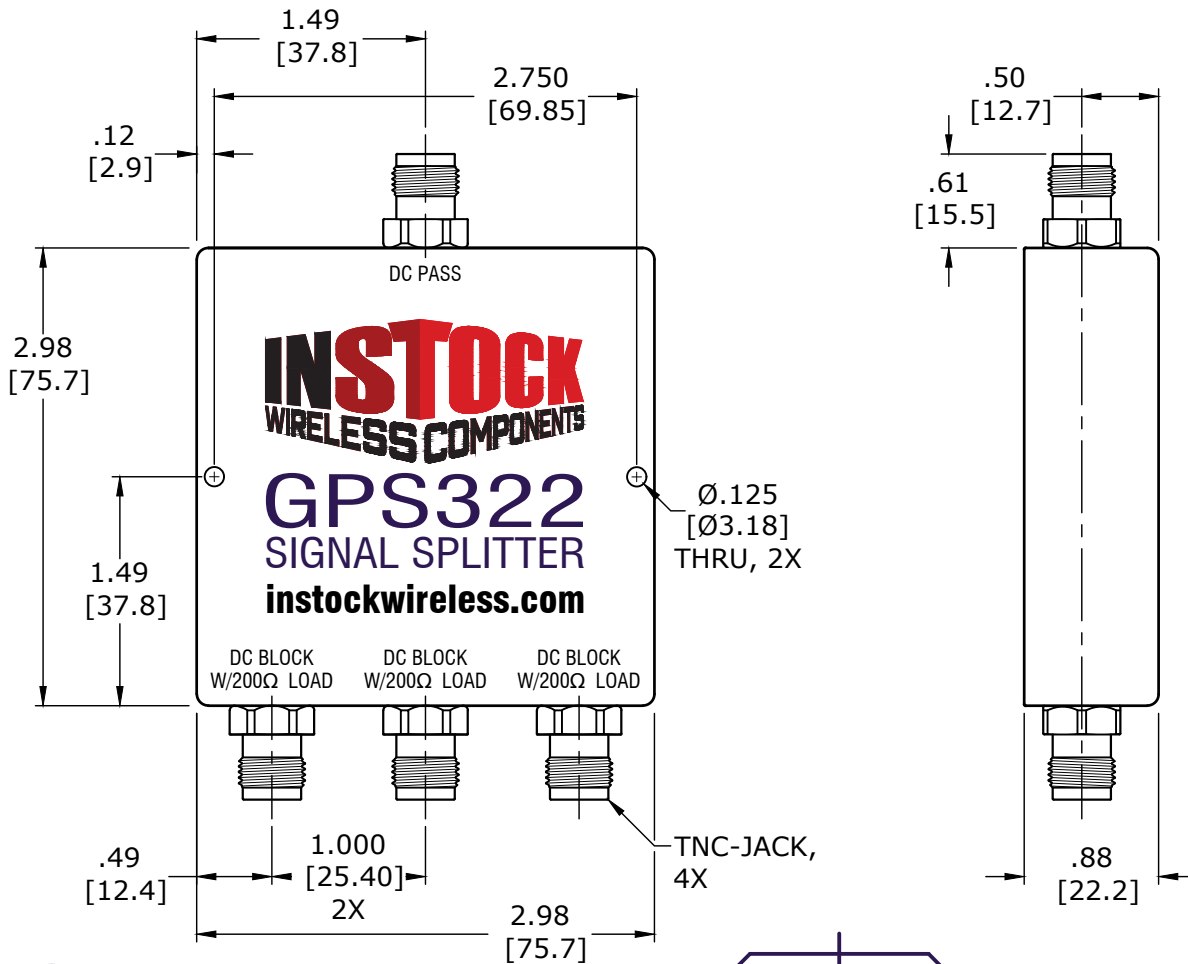 1.49
[37.8]
2.750
[69.85]
.50
[12.7]
.12
[2.9]
.61
[15.5]
DC PASS
2.98
[75.7]
INSTOCK
WIRELESS COMPONENTS
GPS322
SIGNAL SPLITTER
instockwireless.com
Ø.125
[Ø3.18]
THRU, 2X
1.49
[37.8]
DC BLOCK
W/200Ω LOAD
DC BLOCK
W/200Ω LOAD
DC BLOCK
W/200Ω LOAD
TNC-JACK,
4X
.49
[12.4]
1.000
[25.40]
2X
2.98
[75.7]
.88
[22.2]